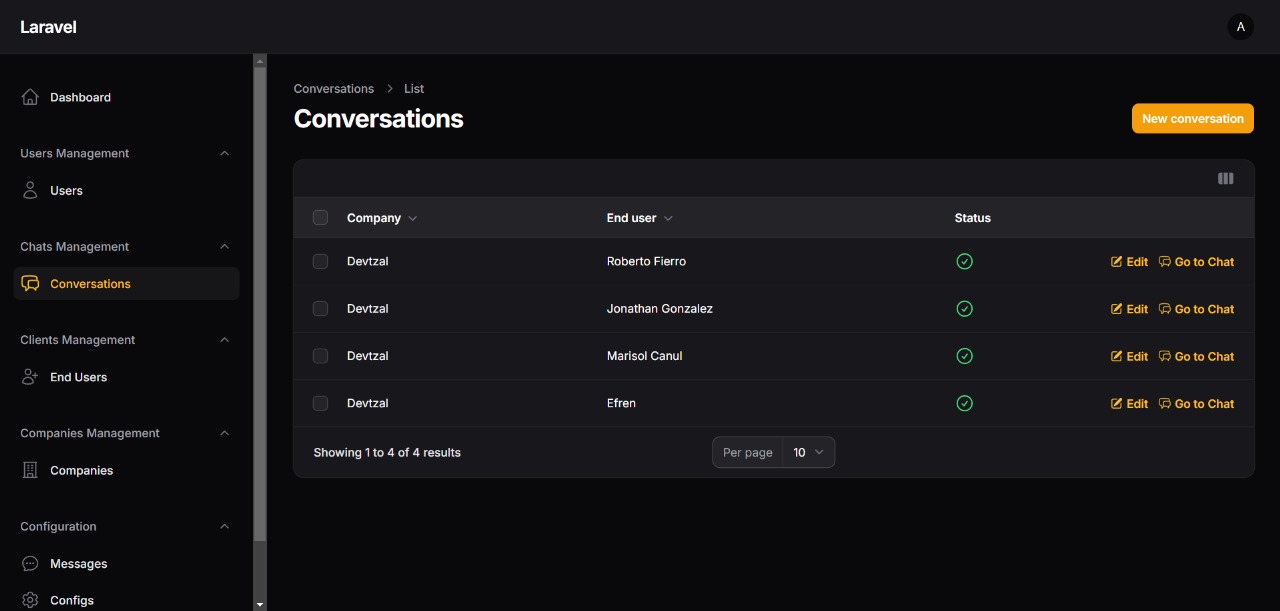 Laravel
A
Dashboard
Users Management
Users
Chats Management
Conversations
Clients Management
End Users
Companies Management
Companies
Configuration
Messages
Configs
Conversations > List
Conversations
New conversation
Company End user Status
Devtzal Roberto Fierro Edit Go to Chat
Devtzal Jonathan Gonzalez Edit Go to Chat
Devtzal Marisol Canul Edit Go to Chat
Devtzal Efren Edit Go to Chat
Showing 1 to 4 of 4 results Per page 10